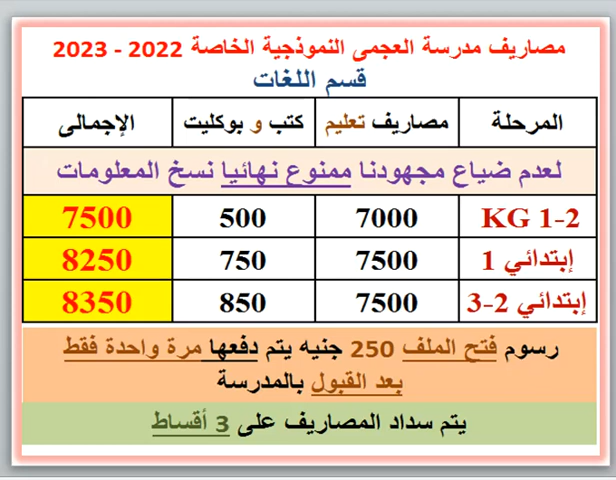 مصاريف مدرسة العجمى النموذجية الخاصة 2022 - 2023
قسم اللغات
المرحلة مصاريف تعليم كتب و بوكليت الإجمالى
لعدم ضياع مجهودنا ممنوع نهائيا نسخ المعلومات
KG 1-2 7000 500 7500
إبتدائي 1 7500 750 8250
إبتدائي 2-3 7500 850 8350
رسوم فتح الملف 250 جنيه يتم دفعها مرة واحدة فقط
بعد القبول بالمدرسة
يتم سداد المصاريف على 3 أقساط